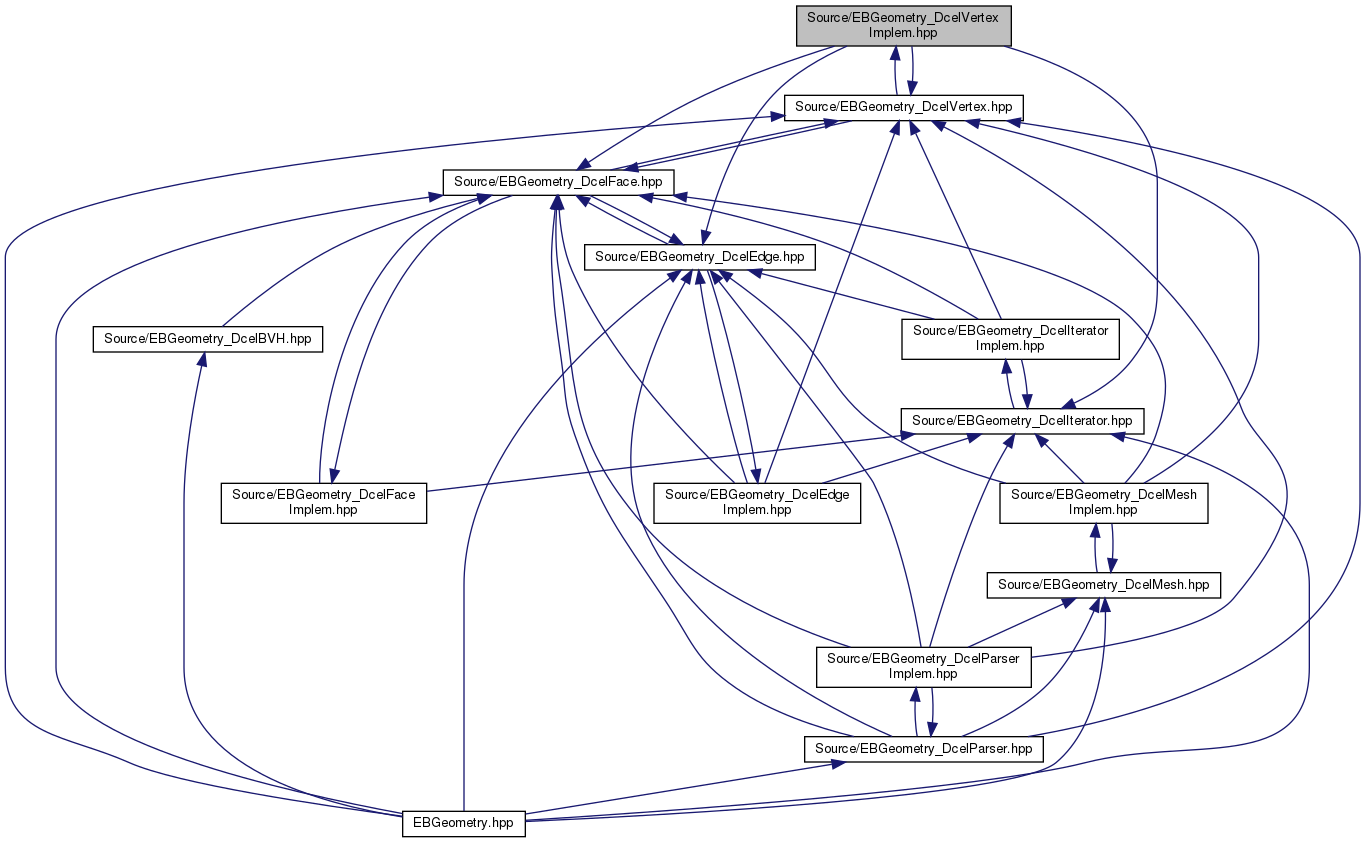 Source/EBGeometry_DcelVertex
Implem.hpp
Source/EBGeometry_DcelVertex.hpp
Source/EBGeometry_DcelFace.hpp
Source/EBGeometry_DcelEdge.hpp
Source/EBGeometry_DcelBVH.hpp
Source/EBGeometry_DcelIterator
Implem.hpp
Source/EBGeometry_DcelIterator.hpp
Source/EBGeometry_DcelFace
Implem.hpp
Source/EBGeometry_DcelEdge
Implem.hpp
Source/EBGeometry_DcelMesh
Implem.hpp
Source/EBGeometry_DcelMesh.hpp
Source/EBGeometry_DcelParser
Implem.hpp
Source/EBGeometry_DcelParser.hpp
EBGeometry.hpp